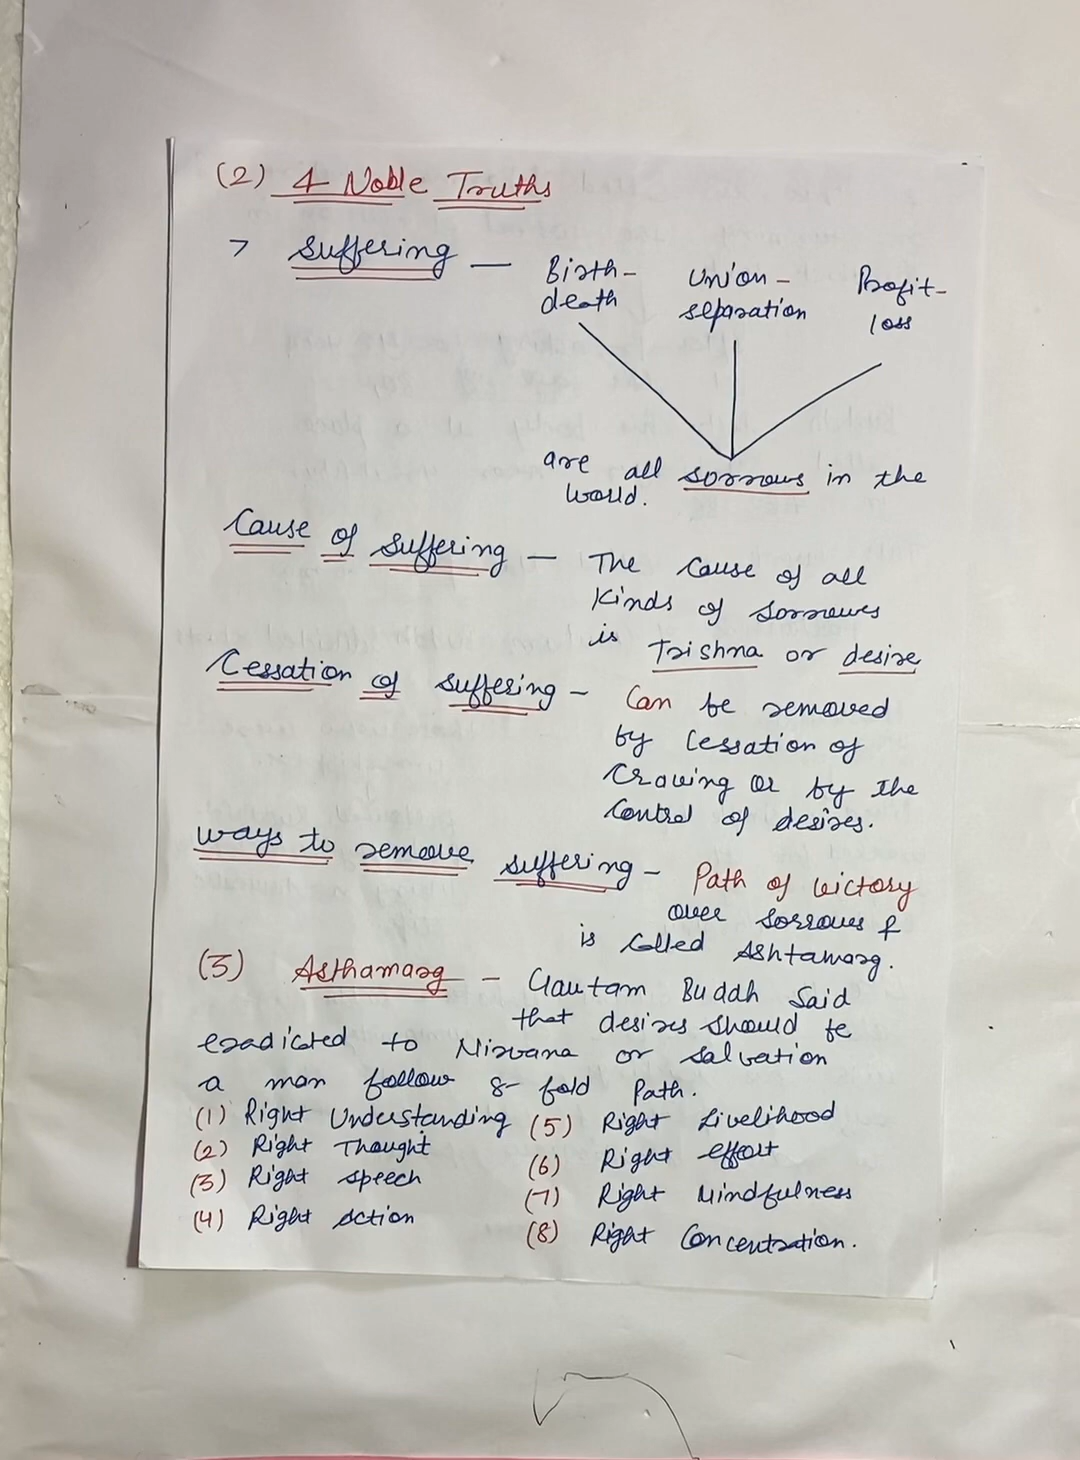 (2) 4 Noble Truths
> Suffering — Birth- Union- Profit-
death separation loss
are all sorrows in the
world.
Cause of suffering — The cause of all
kinds of sorrows
is Trishna or desire
Cessation of suffering – Can be removed
by cessation of
craving or by the
control of desires.
ways to remove suffering – Path of victory
over sorrows &
is called Ashtamarg.
(3) Asthamarg – Gautam Buddh said
that desires should be
eradicted to Nirvana or salvation
a man follow 8- fold Path.
(1) Right Understanding (5) Right Livelihood
(2) Right Thought (6) Right effort
(3) Right speech (7) Right Mindfulness
(4) Right Action (8) Right Concentration.